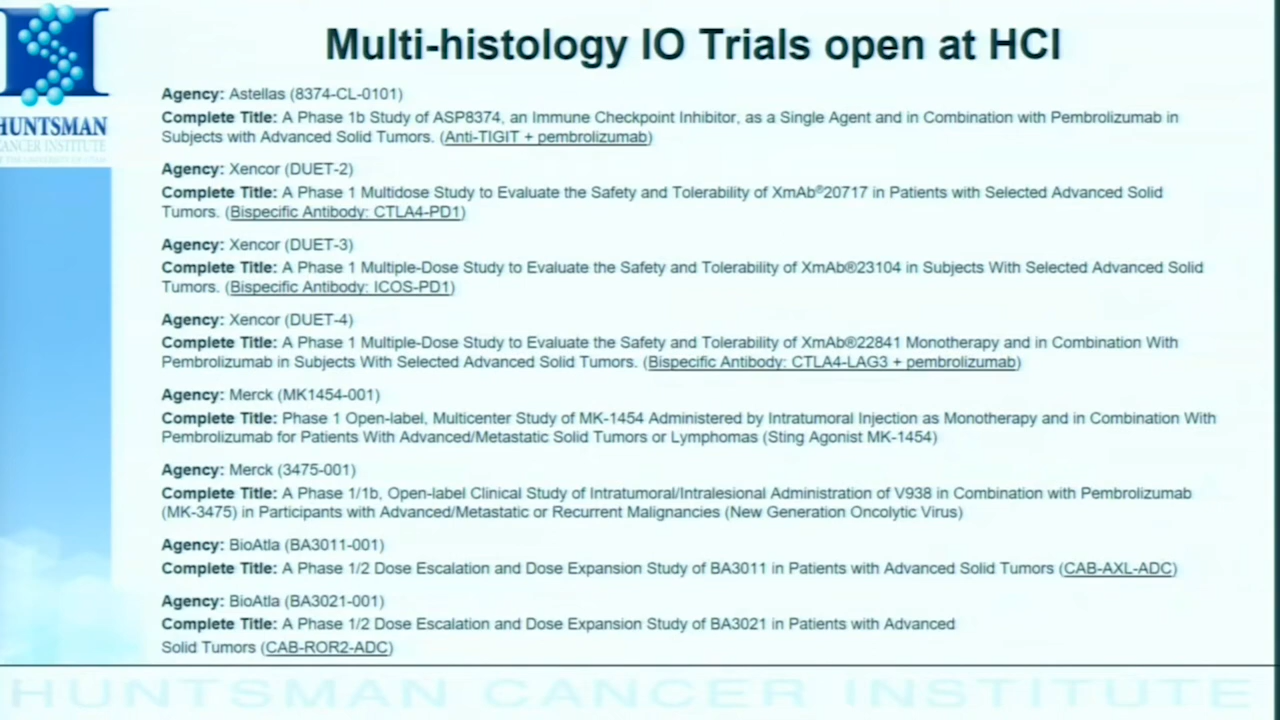 Multi-histology IO Trials open at HCI
Agency: Astellas (8374-CL-0101)
Complete Title: A Phase 1b Study of ASP8374, an Immune Checkpoint Inhibitor, as a Single Agent and in Combination with Pembrolizumab in
Subjects with Advanced Solid Tumors. (Anti-TIGIT + pembrolizumab)
Agency: Xencor (DUET-2)
Complete Title: A Phase 1 Multidose Study to Evaluate the Safety and Tolerability of XmAb®20717 in Patients with Selected Advanced Solid
Tumors. (Bispecific Antibody: CTLA4-PD1)
Agency: Xencor (DUET-3)
Complete Title: A Phase 1 Multiple-Dose Study to Evaluate the Safety and Tolerability of XmAb®23104 in Subjects With Selected Advanced Solid
Tumors. (Bispecific Antibody: ICOS-PD1)
Agency: Xencor (DUET-4)
Complete Title: A Phase 1 Multiple-Dose Study to Evaluate the Safety and Tolerability of XmAb®22841 Monotherapy and in Combination With
Pembrolizumab in Subjects With Selected Advanced Solid Tumors. (Bispecific Antibody: CTLA4-LAG3 + pembrolizumab)
Agency: Merck (MK1454-001)
Complete Title: Phase 1 Open-label, Multicenter Study of MK-1454 Administered by Intratumoral Injection as Monotherapy and in Combination With
Pembrolizumab for Patients With Advanced/Metastatic Solid Tumors or Lymphomas (Sting Agonist MK-1454)
Agency: Merck (3475-001)
Complete Title: A Phase 1/1b, Open-label Clinical Study of Intratumoral/Intralesional Administration of V938 in Combination with Pembrolizumab
(MK-3475) in Participants with Advanced/Metastatic or Recurrent Malignancies (New Generation Oncolytic Virus)
Agency: BioAtla (BA3011-001)
Complete Title: A Phase 1/2 Dose Escalation and Dose Expansion Study of BA3011 in Patients with Advanced Solid Tumors (CAB-AXL-ADC)
Agency: BioAtla (BA3021-001)
Complete Title: A Phase 1/2 Dose Escalation and Dose Expansion Study of BA3021 in Patients with Advanced
Solid Tumors (CAB-ROR2-ADC)
HUNTSMAN
CANCER INSTITUTE
HUNTSMAN CANCER INSTITUTE